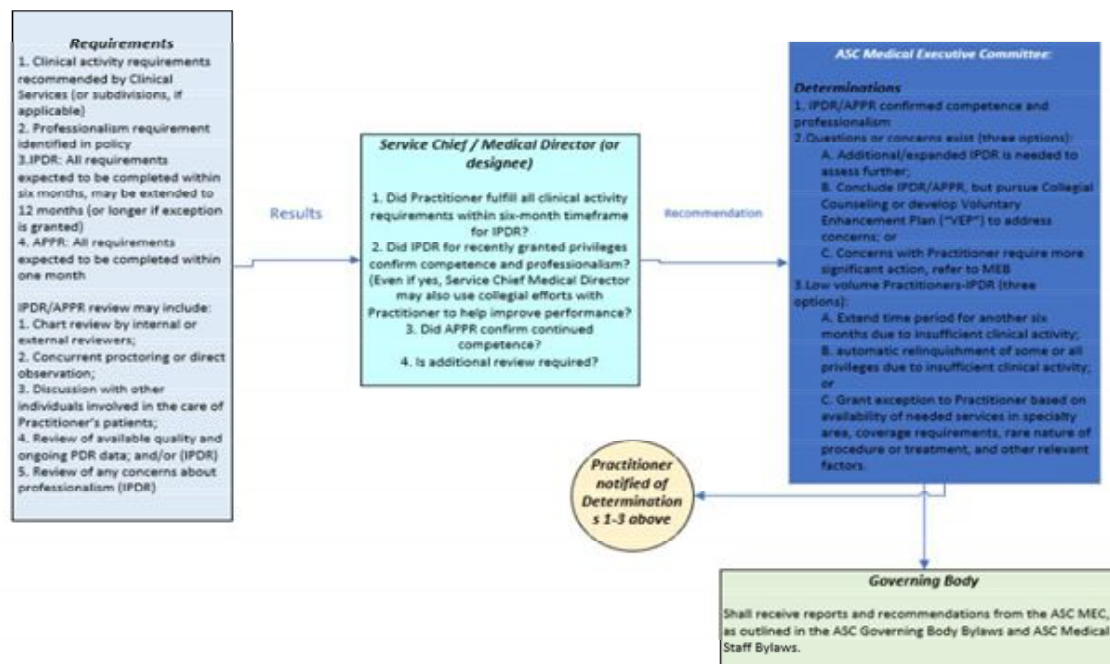 Requirements
1. Clinical activity requirements
recommended by Clinical
Services (or subdivisions, if
applicable)
2. Professionalism requirement
identified in policy
3.IPDR: All requirements
expected to be completed within
six months, may be extended to
12 months (or longer if exception
is granted)
4. APPR: All requirements
expected to be completed within
one month
IPDR/APPR review may include:
1. Chart review by internal or
external reviewers;
2. Concurrent proctoring or direct
observation;
3. Discussion with other
individuals involved in the care of
Practitioner's patients;
4. Review of available quality and
ongoing PDR data; and/or (IPDR)
5. Review of any concerns about
professionalism (IPDR)
Results
Service Chief / Medical Director (or
designee)
1. Did Practitioner fulfill all clinical activity
requirements within six-month timeframe
for IPDR?
2. Did IPDR for recently granted privileges
confirm competence and professionalism?
(Even if yes, Service Chief Medical Director
may also use collegial efforts with
Practitioner to help improve performance?
3. Did APPR confirm continued
competence?
4. Is additional review required?
Recommendation
ASC Medical Executive Committee:
Determinations
1. IPDR/APPR confirmed competence and
professionalism
2.Questions or concerns exist (three options):
A. Additional/expanded IPDR is needed to
assess further;
B. Conclude IPDR/APPR, but pursue Collegial
Counseling or develop Voluntary
Enhancement Plan ("VEP") to address
concerns; or
C. Concerns with Practitioner require more
significant action, refer to MEB
3.Low volume Practitioners-IPDR (three
options):
A. Extend time period for another six
months due to insufficient clinical activity;
B. automatic relinquishment of some or all
privileges due to insufficient clinical activity;
or
C. Grant exception to Practitioner based on
availability of needed services in specialty
area, coverage requirements, rare nature of
procedure or treatment, and other relevant
factors.
Practitioner
notified of
Determination
s 1-3 above
Governing Body
Shall receive reports and recommendations from the ASC MEC,
as outlined in the ASC Governing Body Bylaws and ASC Medical
Staff Bylaws.